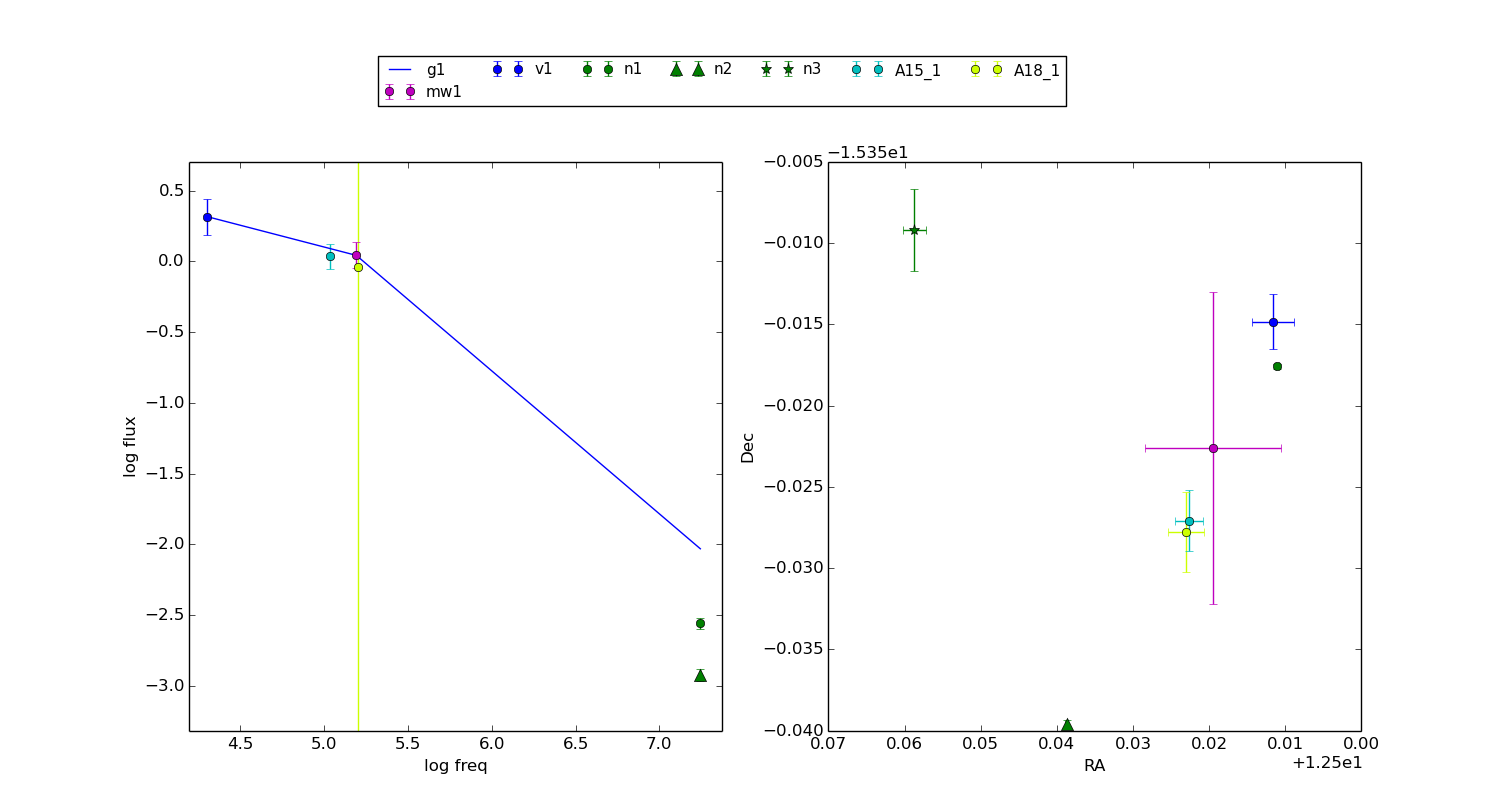 g1 v1 n1 n2 n3 A15_1 A18_1
mw1
0.5
0.0
−0.5
−1.0
−1.5
−2.0
−2.5
−3.0
log flux
4.5 5.0 5.5 6.0 6.5 7.0
log freq
−1.535e1
−0.005
−0.010
−0.015
−0.020
−0.025
−0.030
−0.035
−0.040
Dec
0.07 0.06 0.05 0.04 0.03 0.02 0.01 0.00
RA
+1.25e1